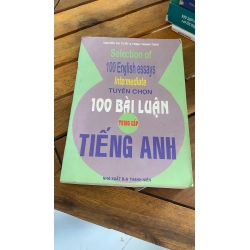 Selection of
100 English essays
Intermediate
TUYỂN CHỌN
100 BÀI LUẬN
TRUNG CẤP
TIẾNG ANH
NHÀ XUẤT BẢN THANH NIÊN